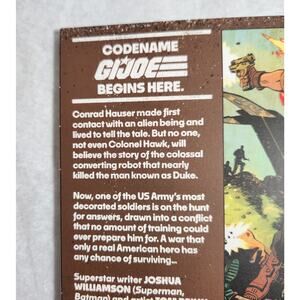 CODENAME
G.I. JOE
BEGINS HERE.
Conrad Hauser made first
contact with an alien being and
lived to tell the tale. But no one,
not even Colonel Hawk, will
believe the story of the colossal
converting robot that nearly
killed the man known as Duke.
Now, one of the US Army's most
decorated soldiers is on the hunt
for answers, drawn into a conflict
that no amount of training could
ever prepare him for. A war that
only a real American hero has
any chance of surviving...
Superstar writer JOSHUA
WILLIAMSON (Superman,
Batman) and artist TOM